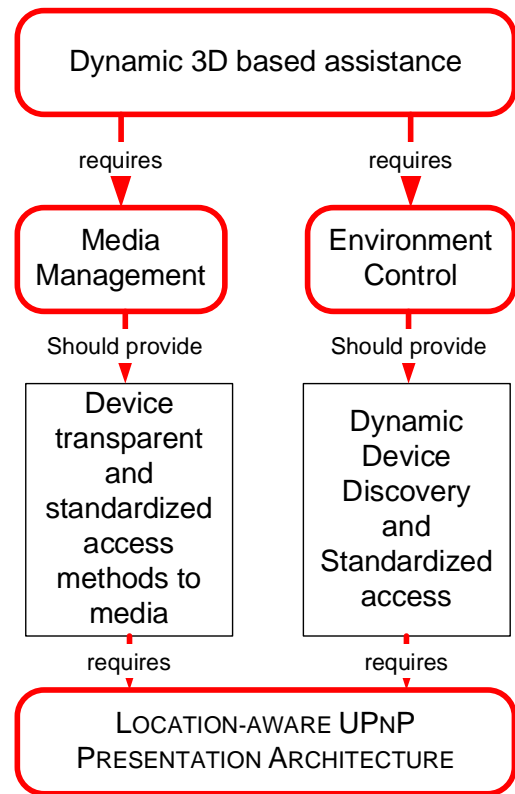 Dynamic 3D based assistance
requires
requires
Media
Management
Environment
Control
Should provide
Should provide
Device
transparent
and
standardized
access
methods to
media
Dynamic
Device
Discovery
and
Standardized
access
requires
requires
LOCATION-AWARE UPNP
PRESENTATION ARCHITECTURE